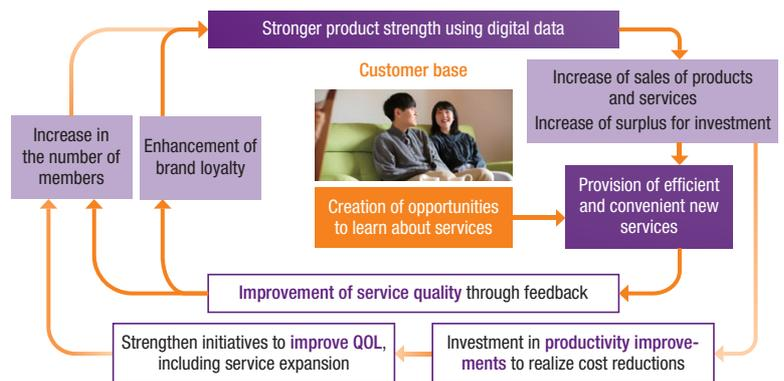 Stronger product strength using digital data
Customer base
Increase of sales of products
and services
Increase of surplus for investment
Increase in
the number of
members
Enhancement of
brand loyalty
Creation of opportunities
to learn about services
Provision of efficient
and convenient new
services
Improvement of service quality through feedback
Strengthen initiatives to improve QOL,
including service expansion
Investment in productivity improve-
ments to realize cost reductions